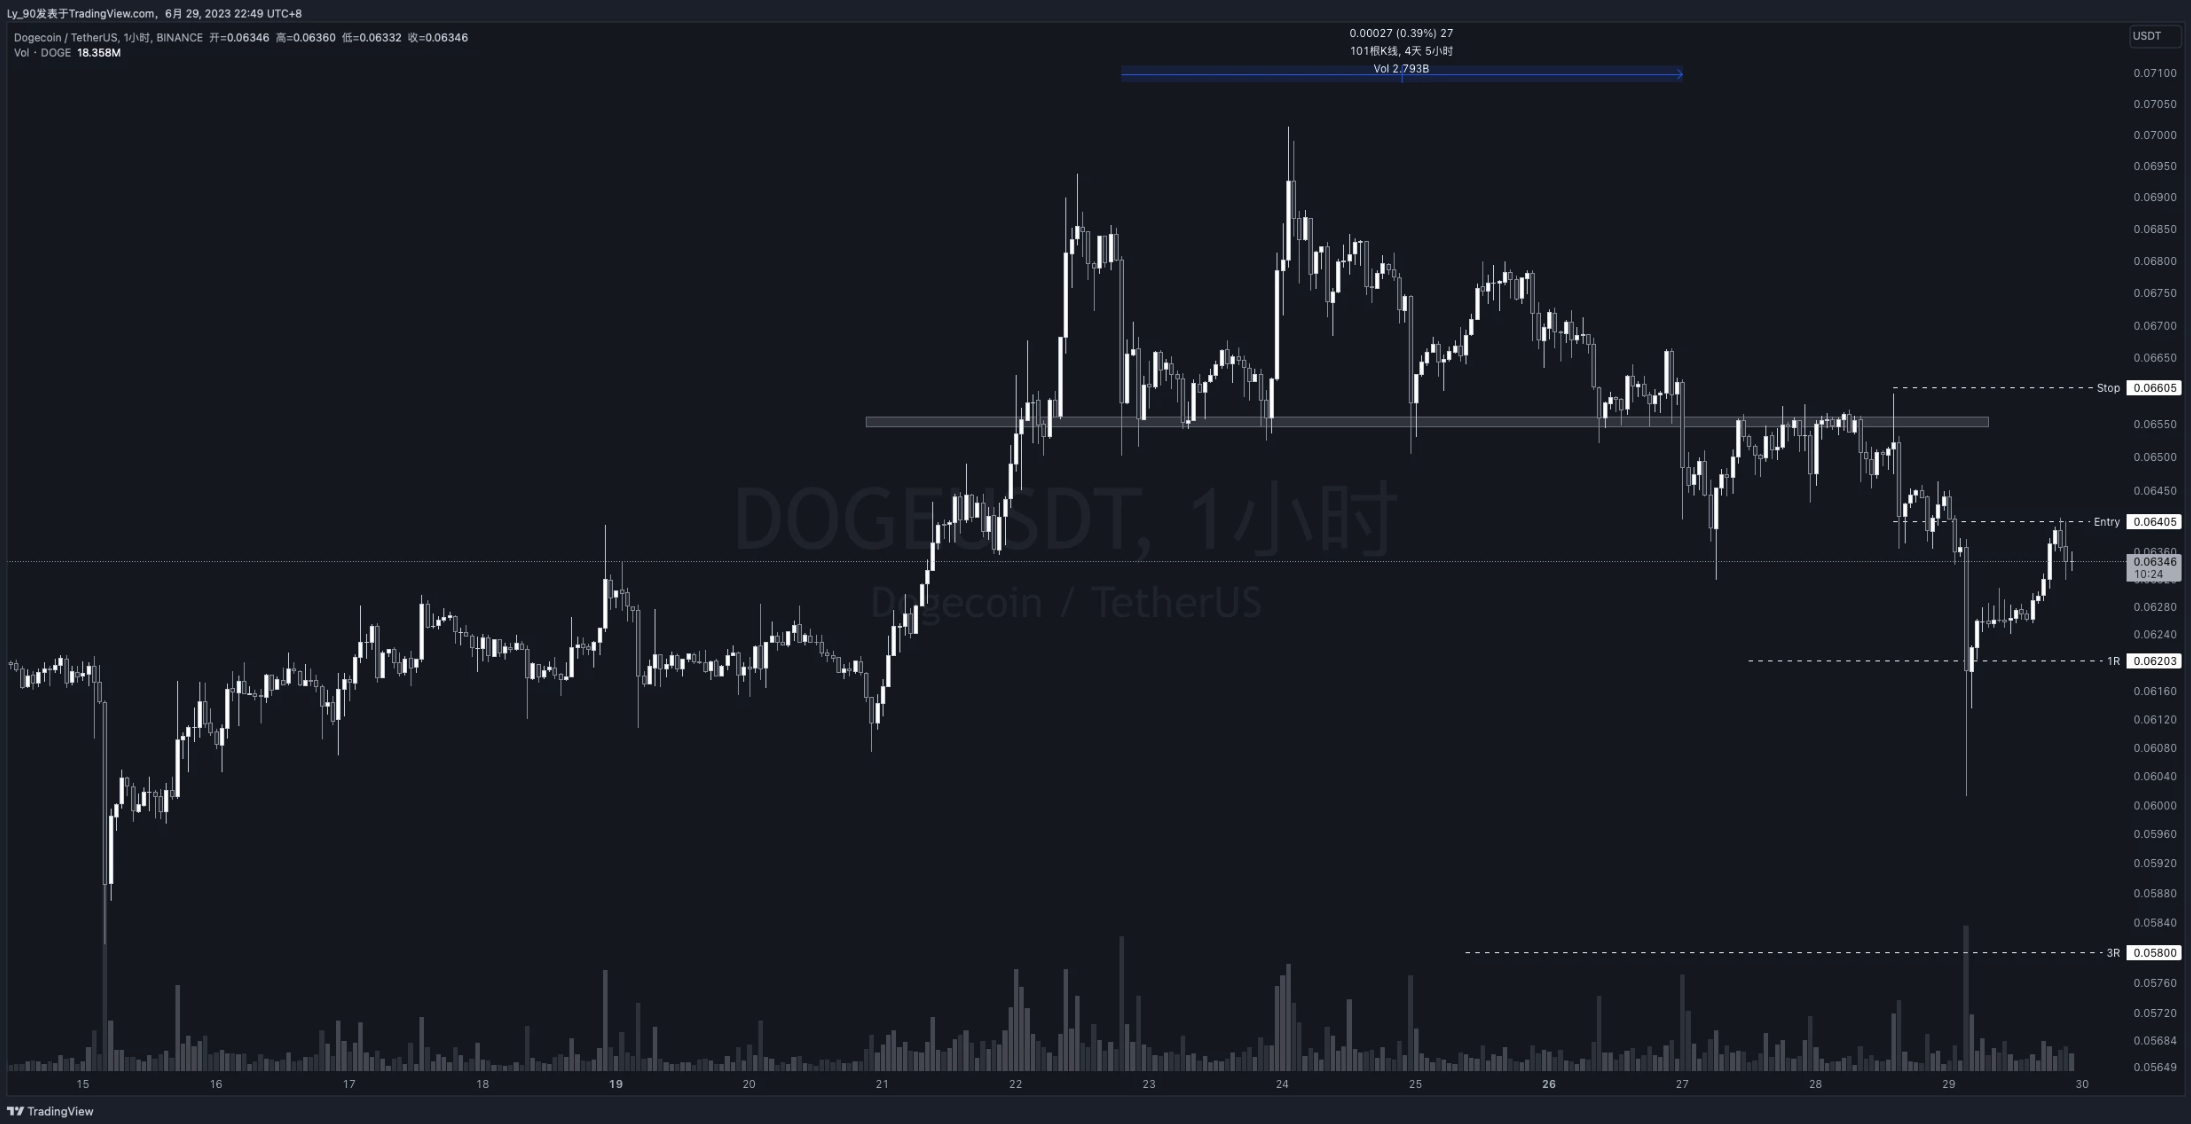 Ly_90发表于TradingView.com，6月 29, 2023 22:49 UTC+8
Dogecoin / TetherUS, 1小时, BINANCE 开=0.06346 高=0.06360 低=0.06332 收=0.06346
Vol · DOGE 18.358M
0.00027 (0.39%) 27
101根K线, 4天 5小时
Vol 2.793B
USDT
0.07100
0.07050
0.07000
0.06950
0.06900
0.06850
0.06800
0.06750
0.06700
0.06650
Stop 0.06605
0.06550
0.06500
0.06450
Entry 0.06405
0.06360
0.06346
10:24
0.06280
0.06240
1R 0.06203
0.06160
0.06120
0.06080
0.06040
0.06000
0.05960
0.05920
0.05880
0.05840
3R 0.05800
0.05760
0.05720
0.05684
0.05649
DOGEUSDT, 1小时
Dogecoin / TetherUS
15 16 17 18 19 20 21 22 23 24 25 26 27 28 29 30
TradingView